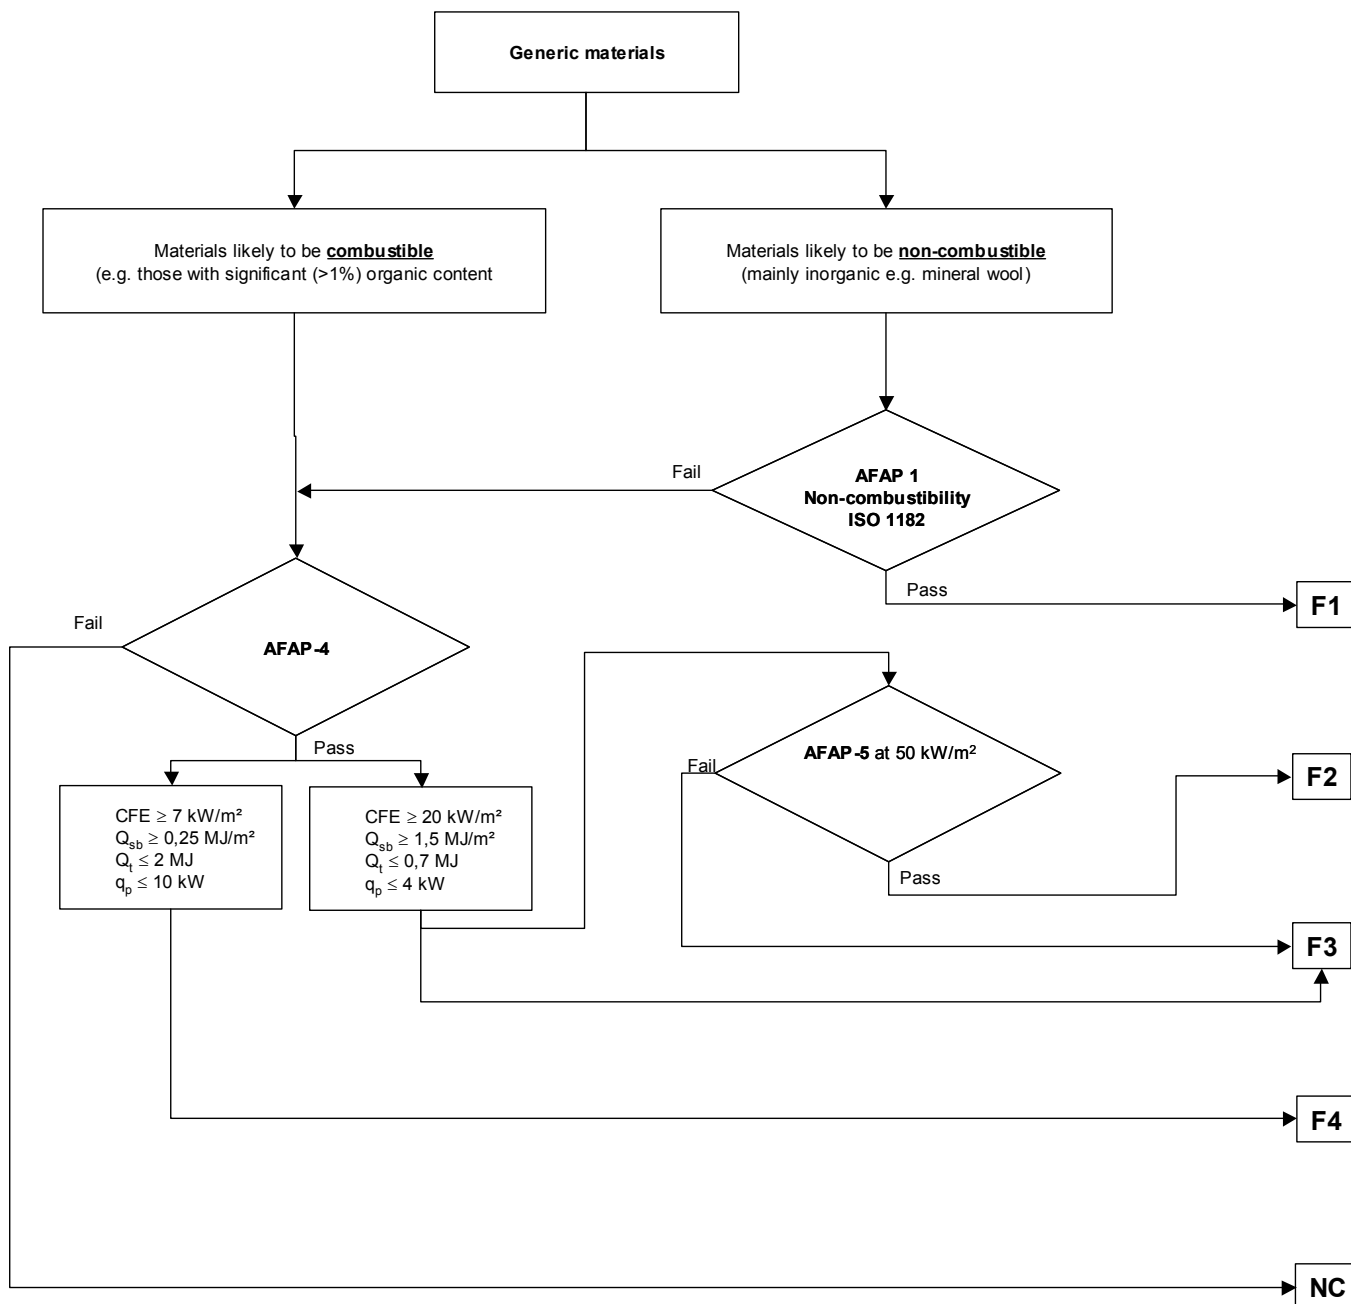 Generic materials
Materials likely to be combustible
(e.g. those with significant (>1%) organic content
Materials likely to be non-combustible
(mainly inorganic e.g. mineral wool)
Fail
AFAP 1
Non-combustibility
ISO 1182
Pass
F1
Fail
AFAP-4
Pass
AFAP-5 at 50 kW/m²
Fail
Pass
F2
CFE ≥ 7 kW/m²
Qsb ≥ 0,25 MJ/m²
Qt ≤ 2 MJ
qp ≤ 10 kW
CFE ≥ 20 kW/m²
Qsb ≥ 1,5 MJ/m²
Qt ≤ 0,7 MJ
qp ≤ 4 kW
F3
F4
NC